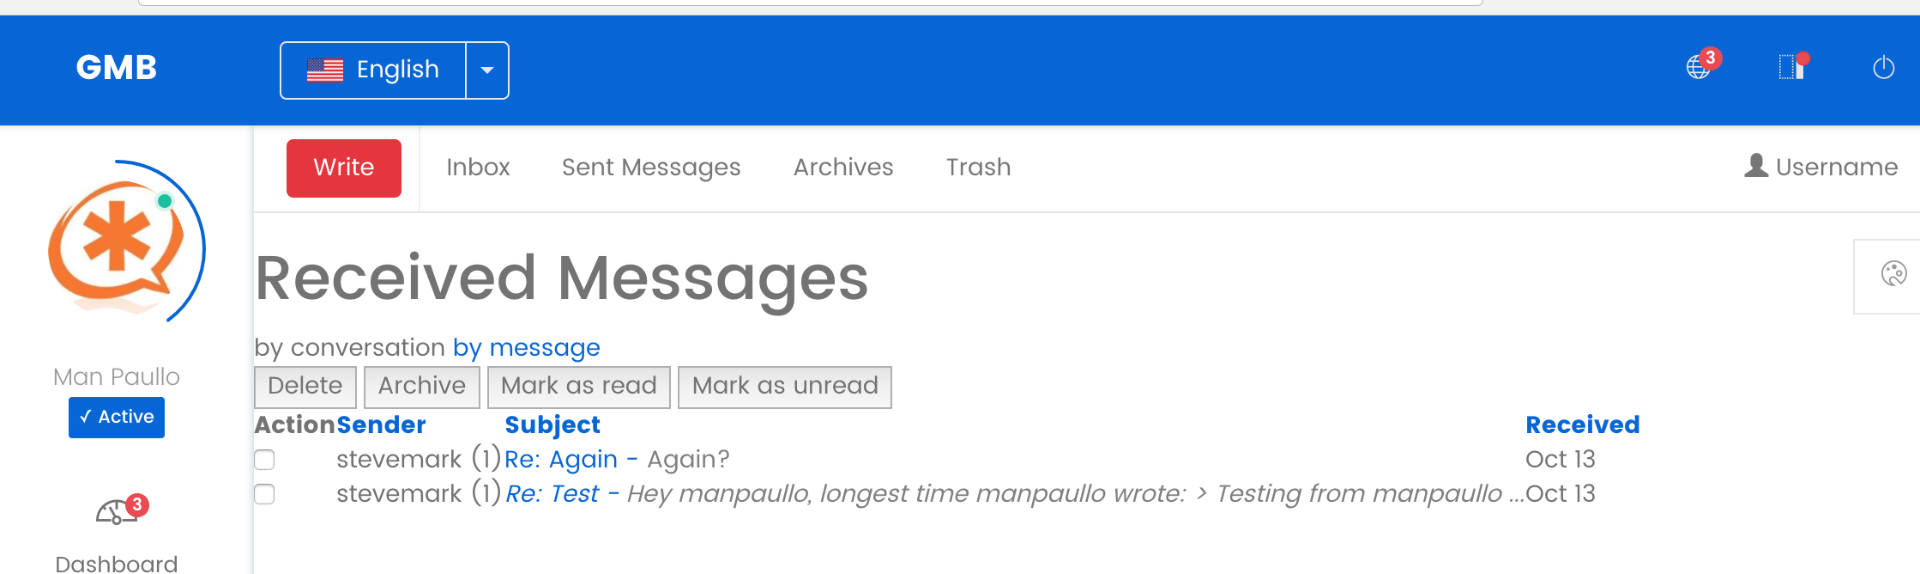 GMB English 3
Write Inbox Sent Messages Archives Trash Username
Received Messages
by conversation by message
Man Paullo
Delete Archive Mark as read Mark as unread
✓ Active
Action Sender Subject Received
stevemark (1) Re: Again - Again? Oct 13
stevemark (1) Re: Test - Hey manpaullo, longest time manpaullo wrote: > Testing from manpaullo ... Oct 13
3
Dashboard